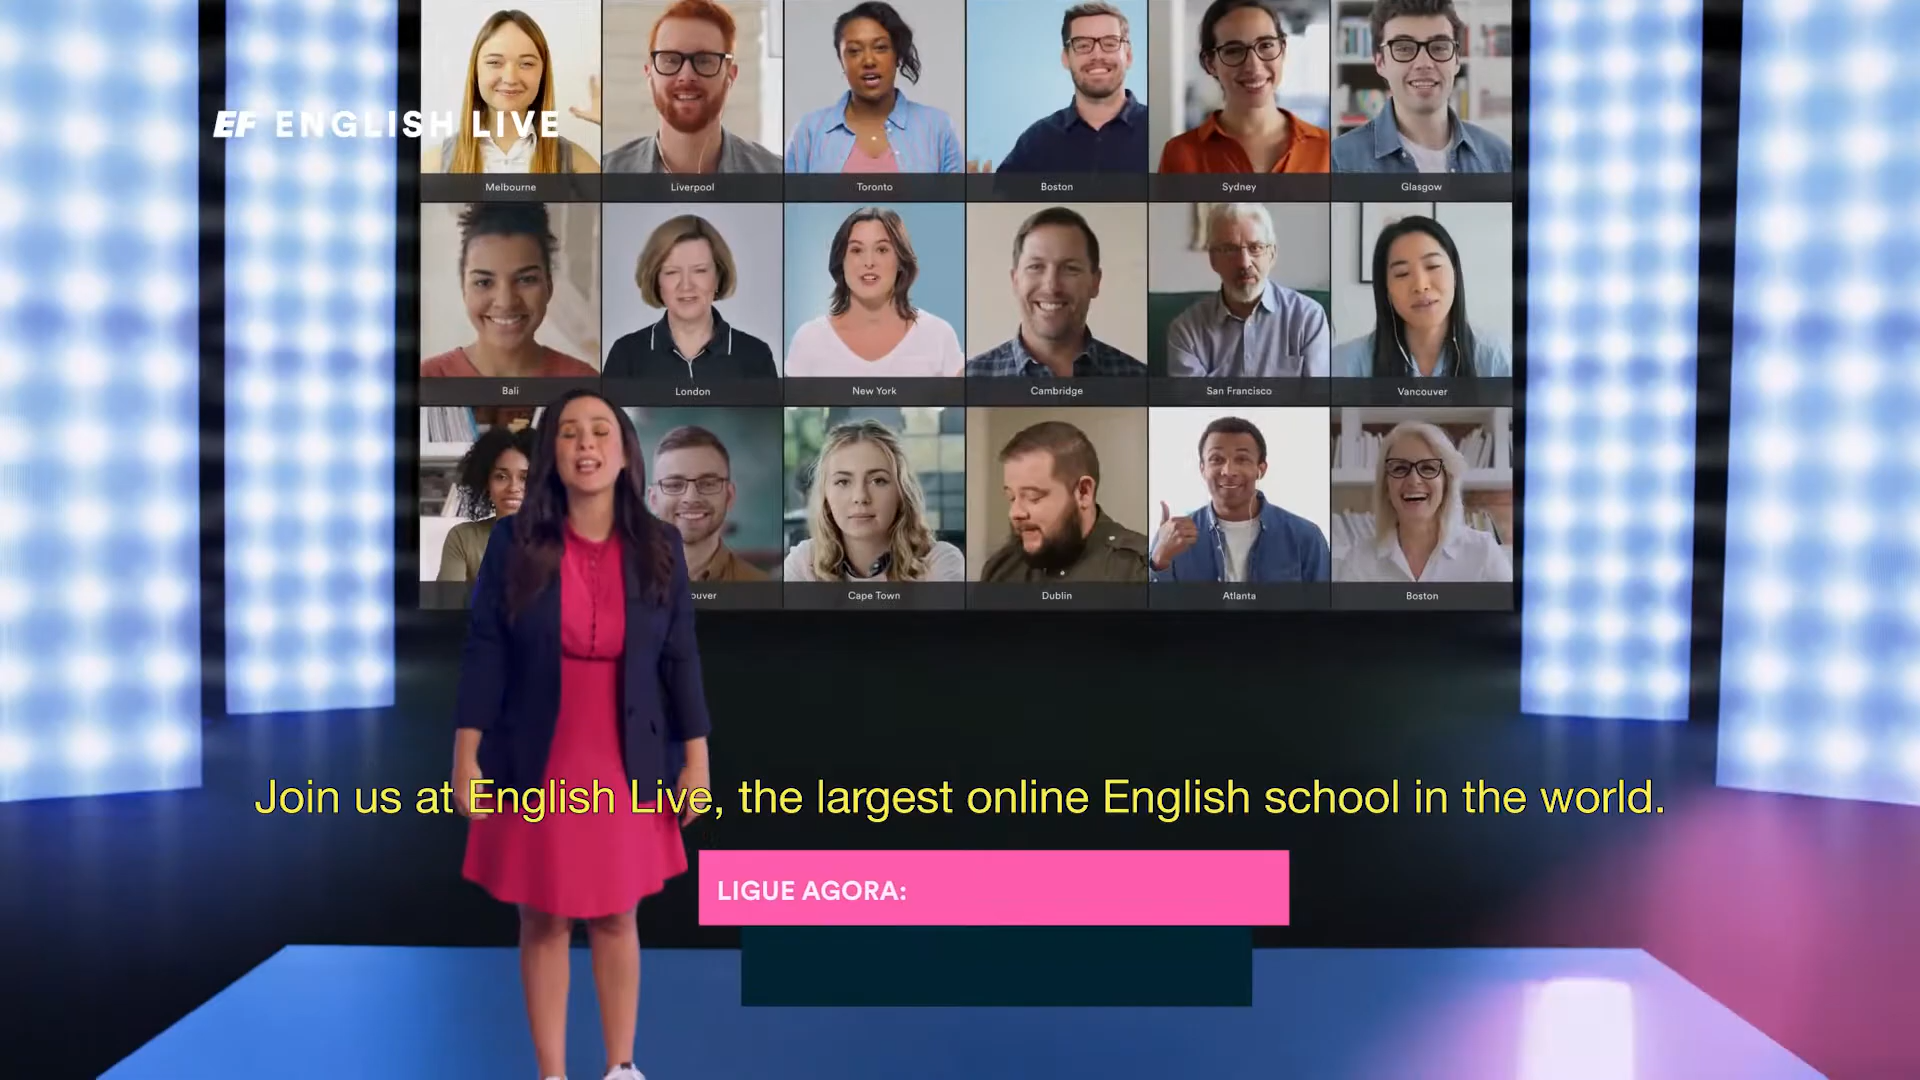 EF ENGLISH LIVE
Melbourne
Liverpool
Toronto
Boston
Sydney
Glasgow
Bali
London
New York
Cambridge
San Francisco
Vancouver
Cape Town
Dublin
Atlanta
Boston
Join us at English Live, the largest online English school in the world.
LIGUE AGORA: